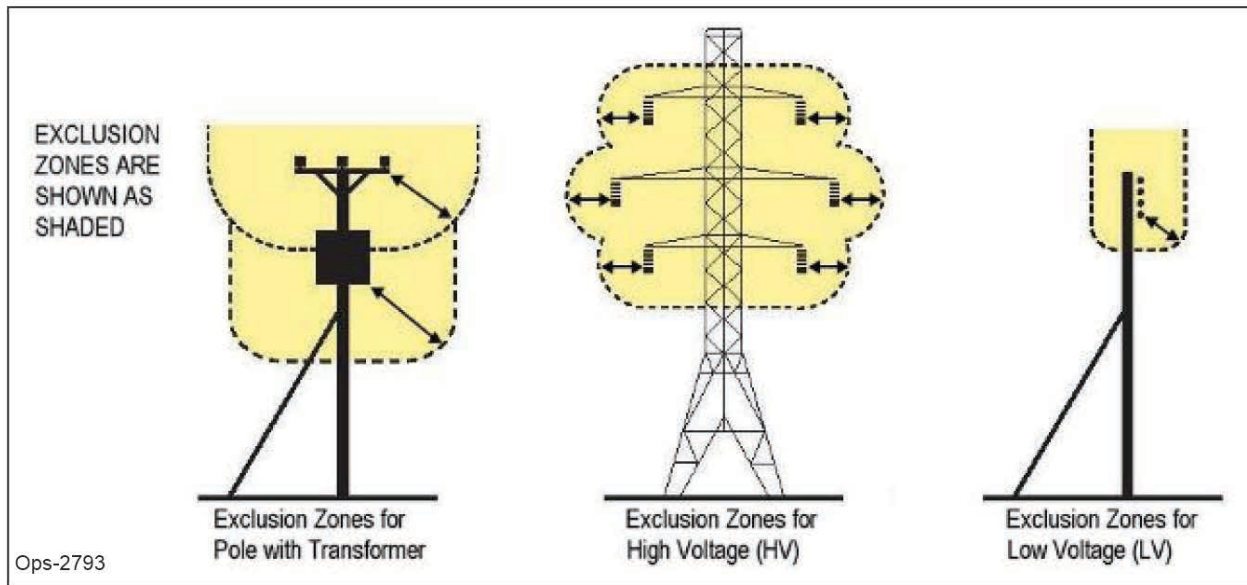 EXCLUSION
ZONES ARE
SHOWN AS
SHADED
Exclusion Zones for
Pole with Transformer
Exclusion Zones for
High Voltage (HV)
Exclusion Zones for
Low Voltage (LV)
Ops-2793